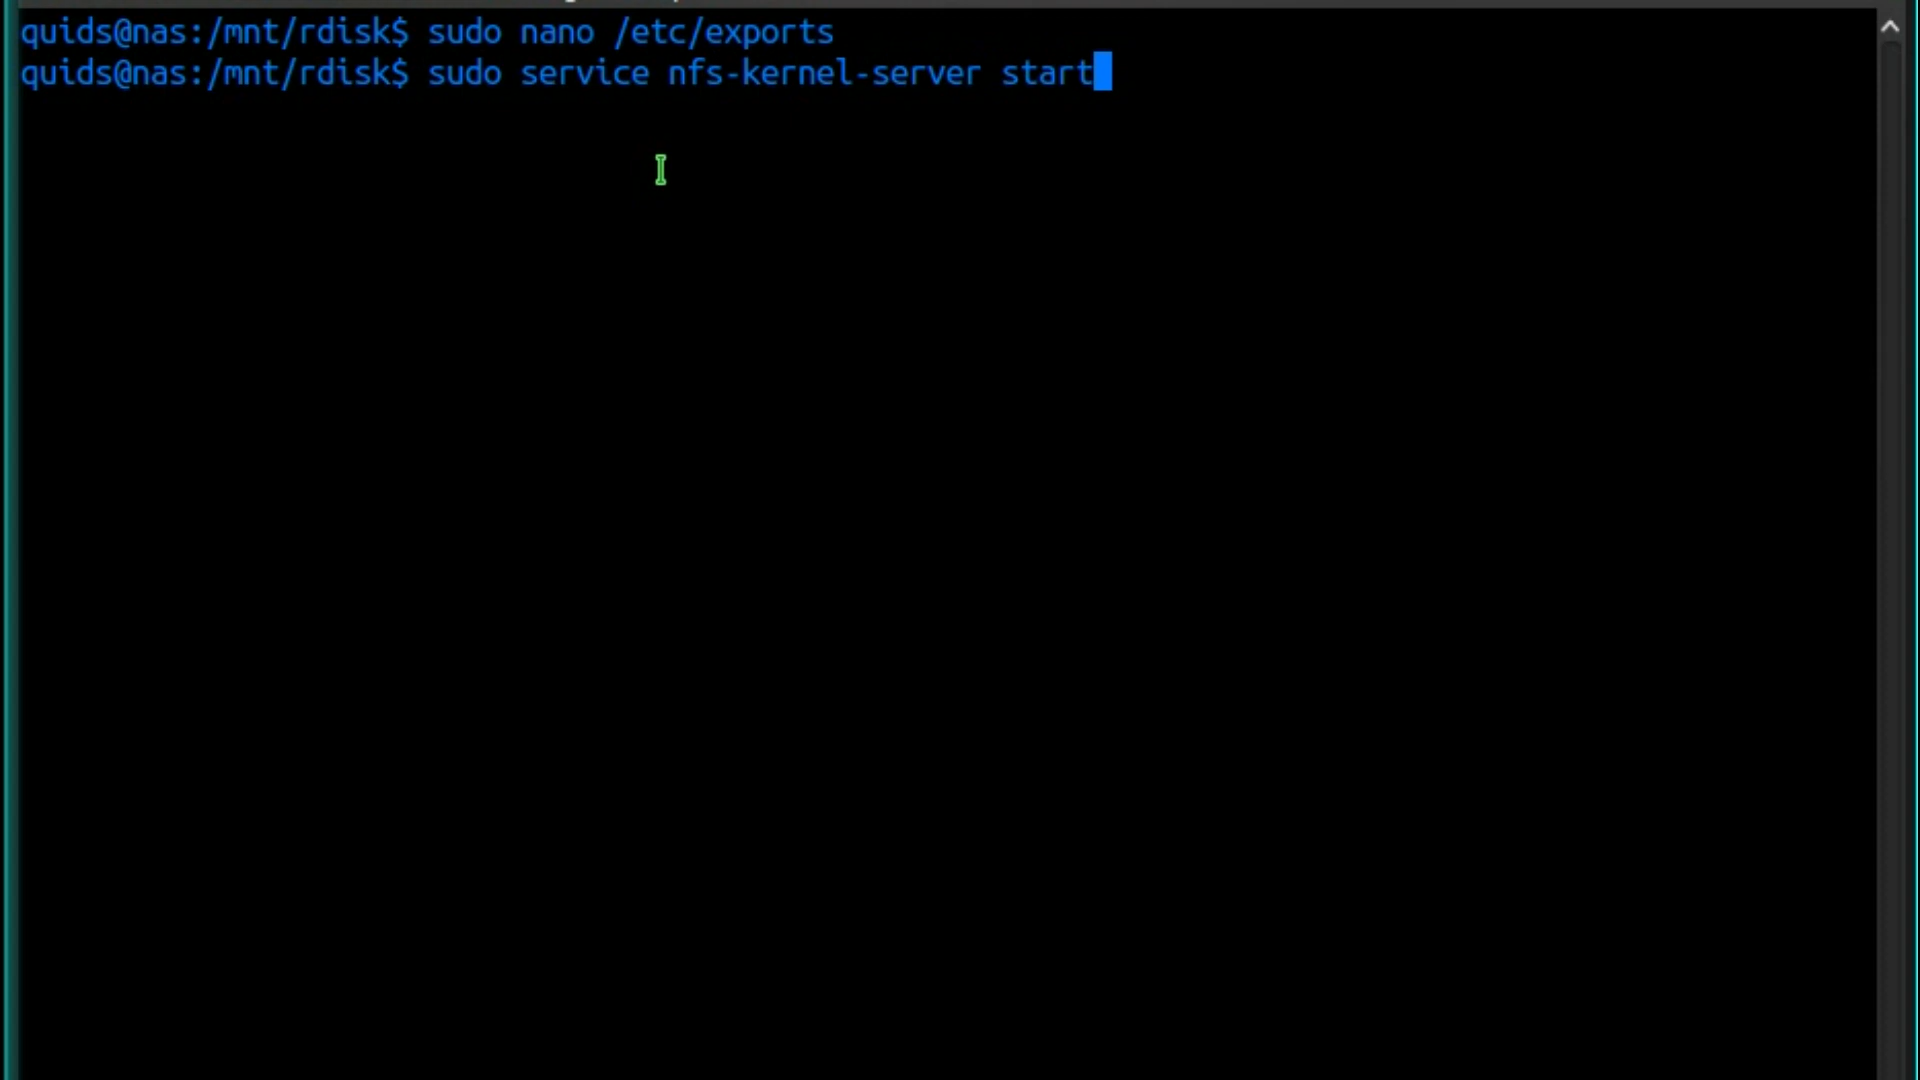 quids@nas:/mnt/rdisk$ sudo nano /etc/exports
quids@nas:/mnt/rdisk$ sudo service nfs-kernel-server start